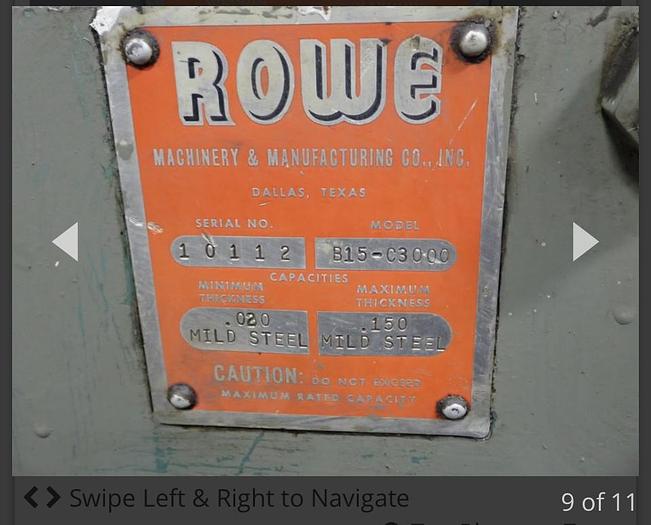 ROWE
MACHINERY & MANUFACTURING CO., INC.
DALLAS, TEXAS
SERIAL NO. MODEL
10112 B15-C3000
CAPACITIES
MINIMUM THICKNESS MAXIMUM THICKNESS
.020 .150
MILD STEEL MILD STEEL
CAUTION: DO NOT EXCEED
MAXIMUM RATED CAPACITY
Swipe Left & Right to Navigate
9 of 11